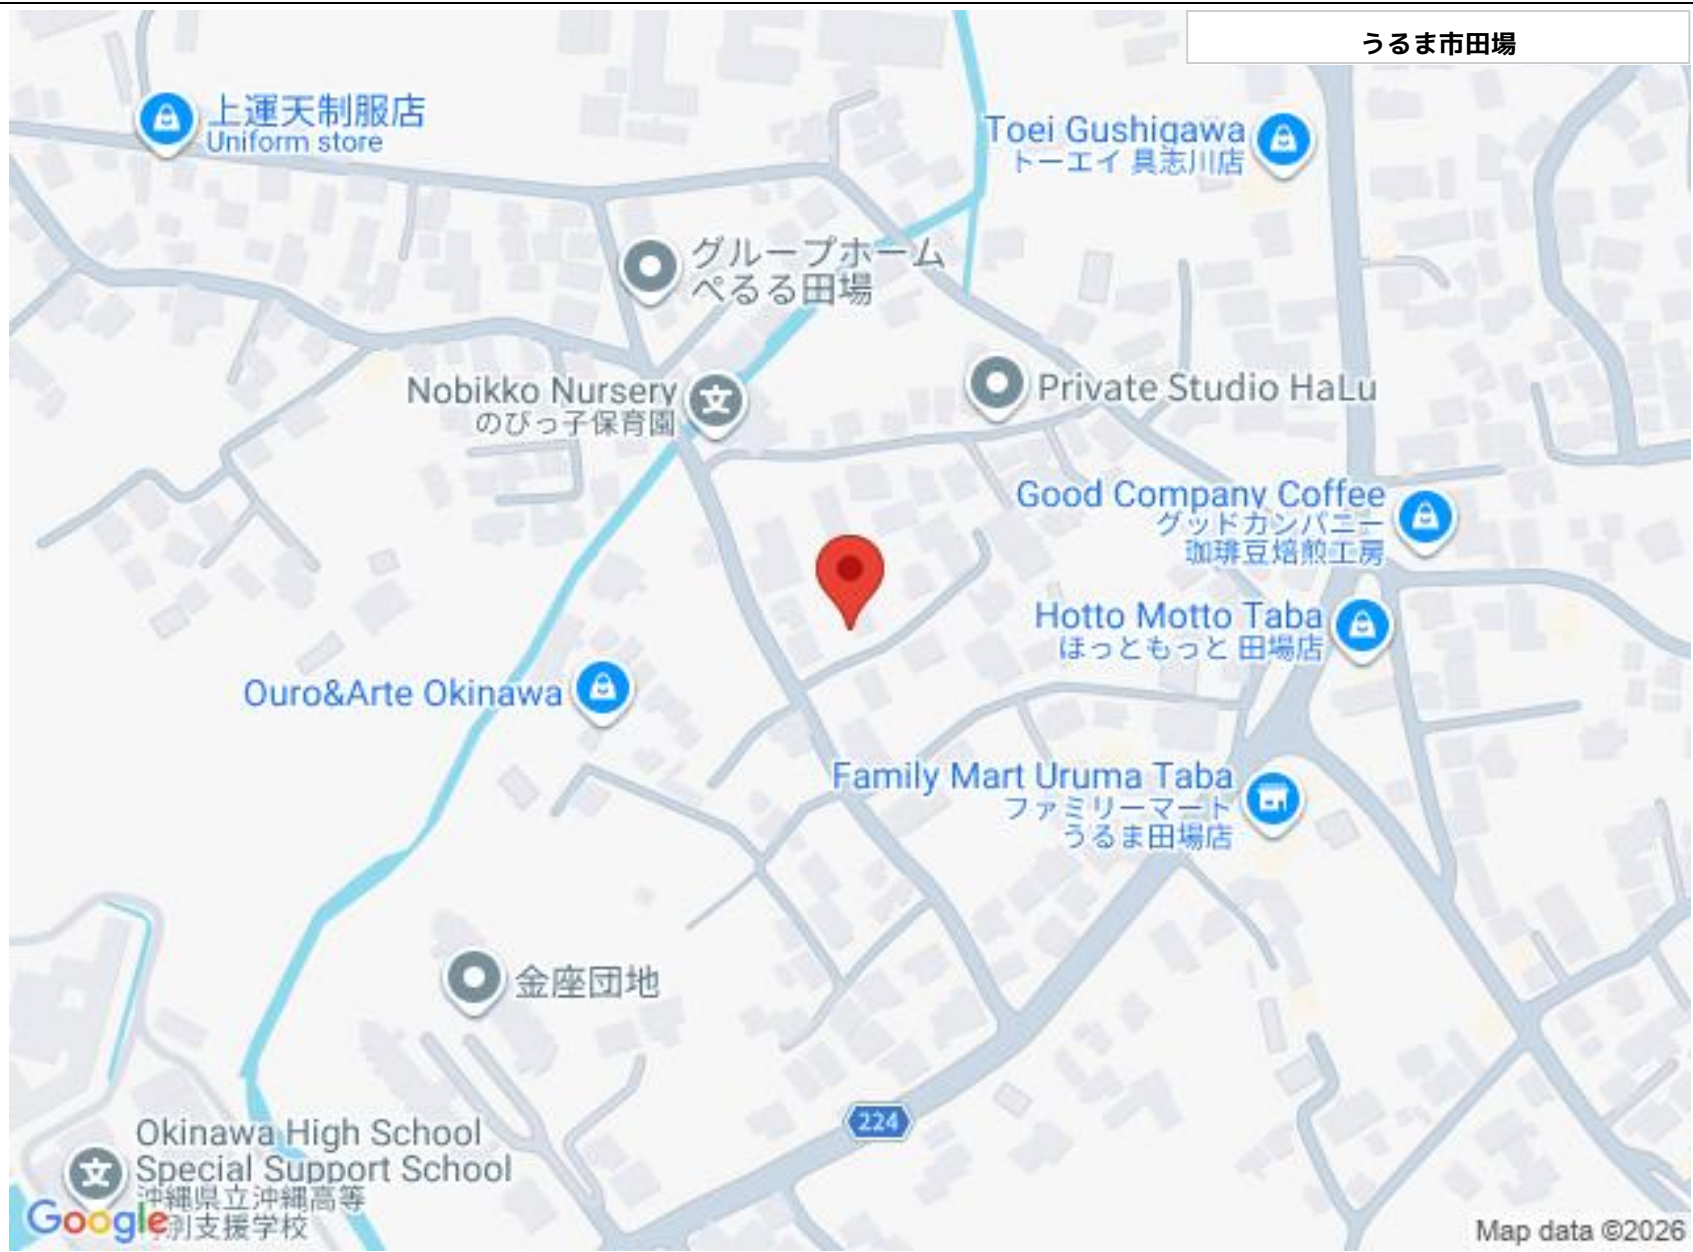 うるま市田場
上運天制服店
Uniform store
Toei Gushigawa
トーエイ 具志川店
グループホーム
ぺるる田場
Nobikko Nursery
のびっ子保育園
Private Studio HaLu
Good Company Coffee
グッドカンパニー
珈琲豆焙煎工房
Hotto Motto Taba
ほっともっと 田場店
Ouro&Arte Okinawa
Family Mart Uruma Taba
ファミリーマート
うるま田場店
金座団地
224
Okinawa High School
Special Support School
沖縄県立沖縄高等
別支援学校
Google
Map data ©2026